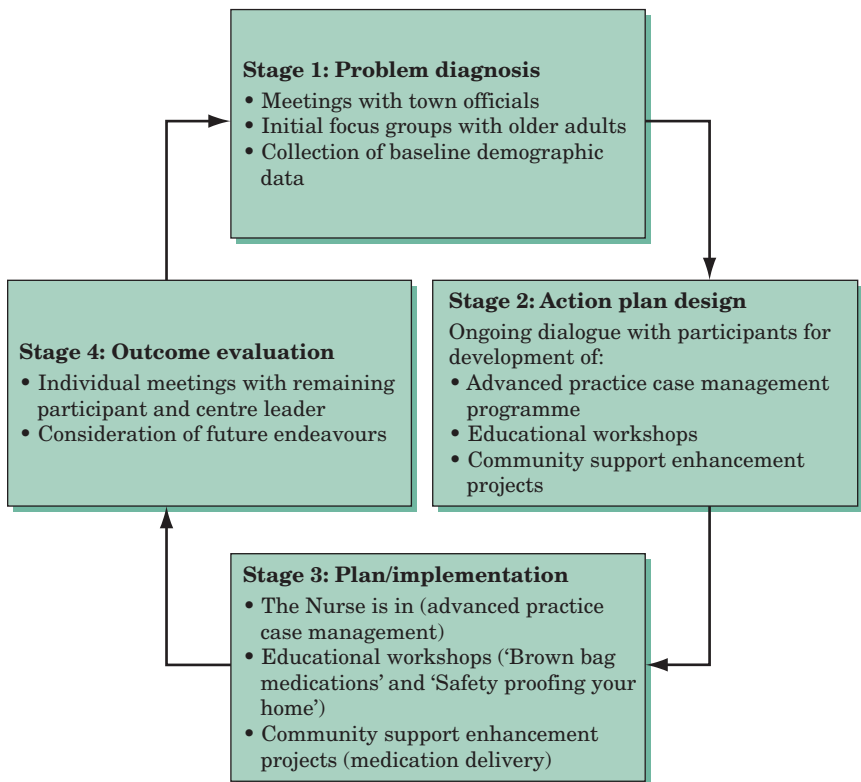 Stage 1: Problem diagnosis
• Meetings with town officials
• Initial focus groups with older adults
• Collection of baseline demographic
data
Stage 2: Action plan design
Ongoing dialogue with participants for
development of:
• Advanced practice case management
programme
• Educational workshops
• Community support enhancement
projects
Stage 3: Plan/implementation
• The Nurse is in (advanced practice
case management)
• Educational workshops (‘Brown bag
medications’ and ‘Safety proofing your
home’)
• Community support enhancement
projects (medication delivery)
Stage 4: Outcome evaluation
• Individual meetings with remaining
participant and centre leader
• Consideration of future endeavours